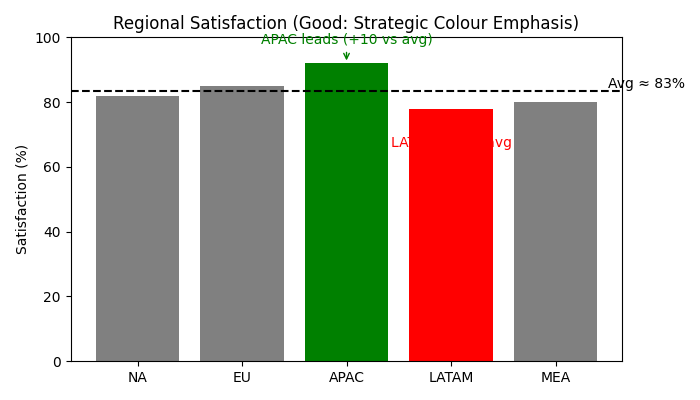 Regional Satisfaction (Good: Strategic Colour Emphasis)
100
APAC leads (+10 vs avg)
Avg ≈ 83%
80
60
40
20
0
Satisfaction (%)
avg
NA
EU
APAC
LATAM
MEA